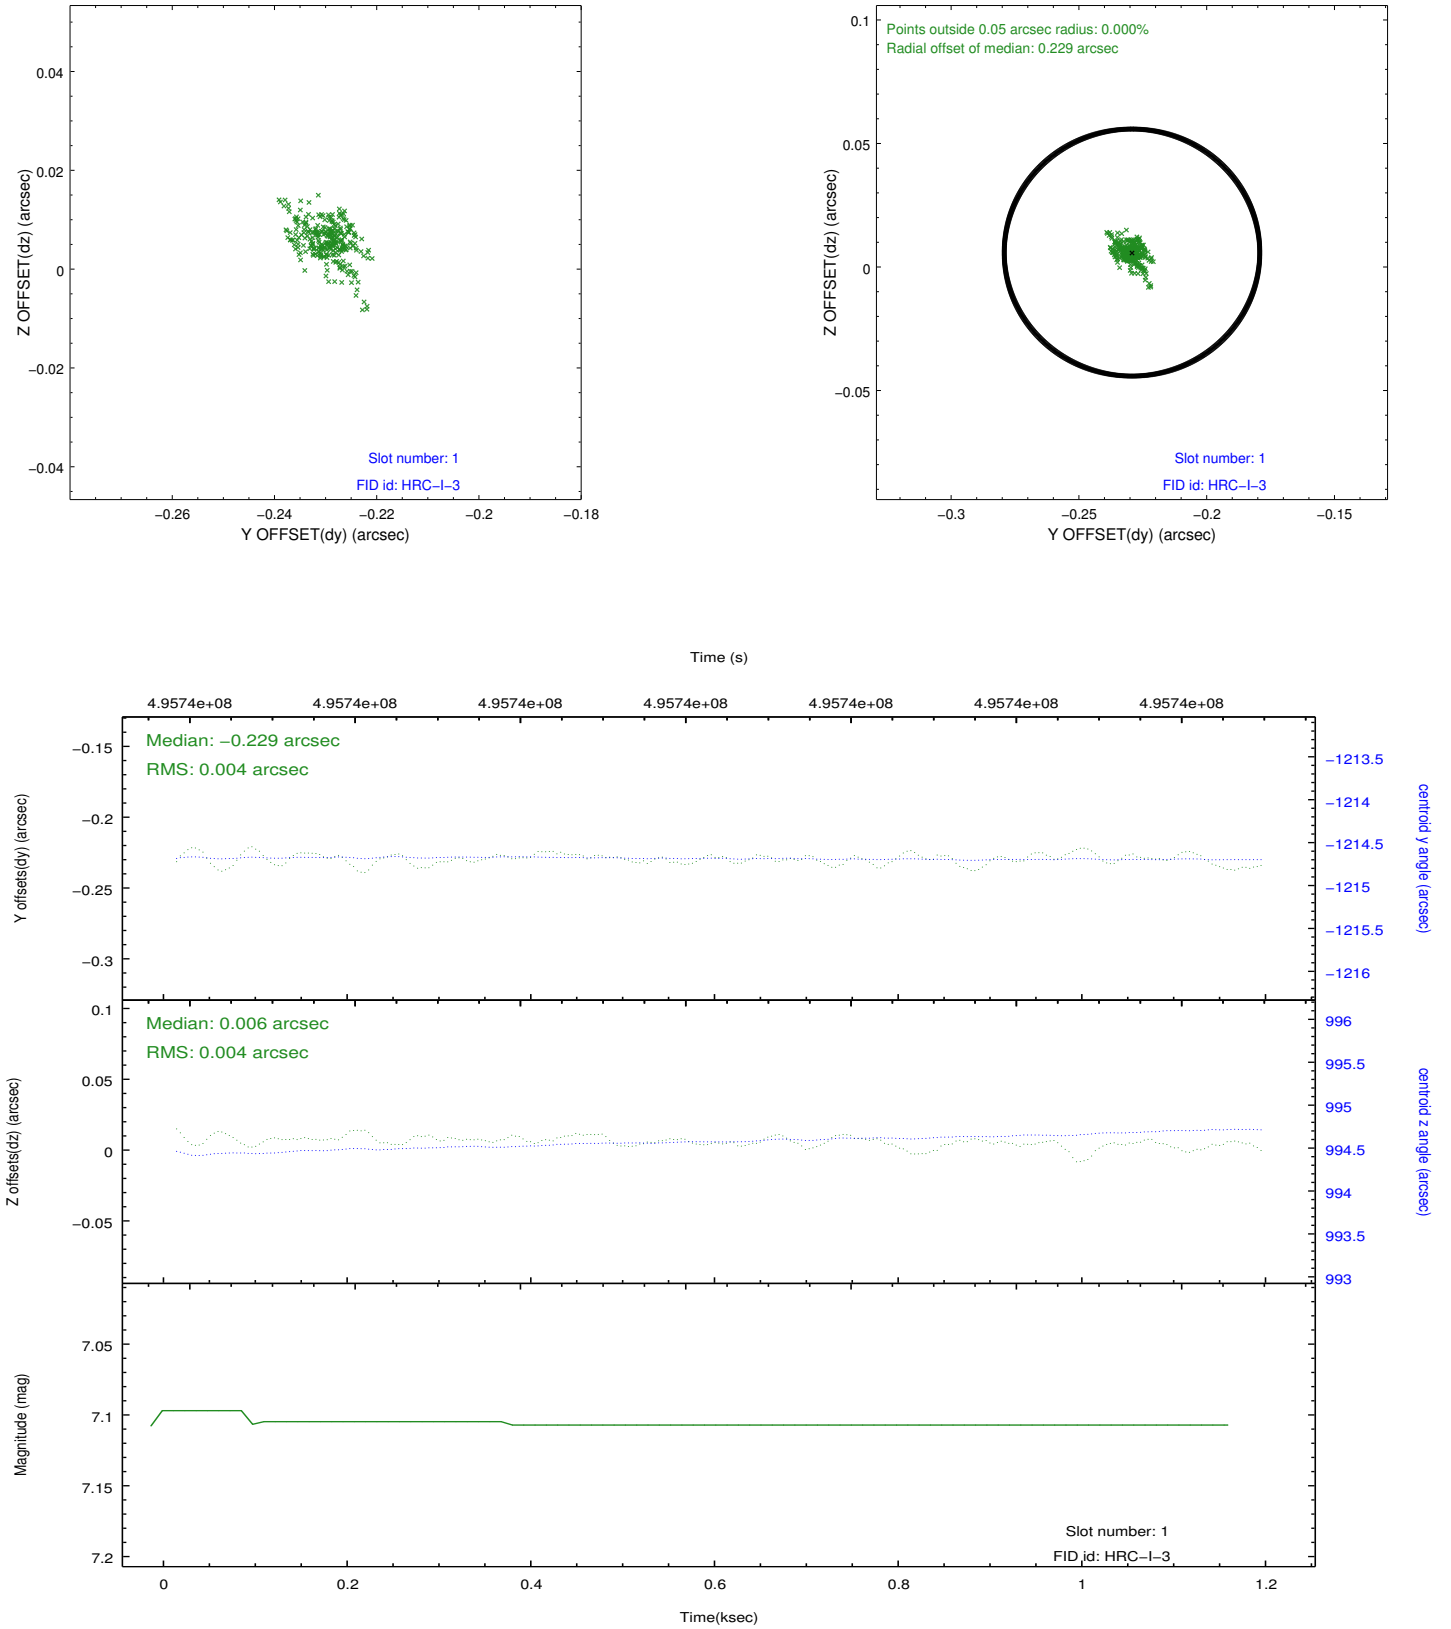 0.04
0.02
0
−0.02
−0.04
Z OFFSET(dz) (arcsec)
Slot number: 1
FID id: HRC−I−3
−0.26
−0.24
−0.22
−0.2
−0.18
Y OFFSET(dy) (arcsec)
Points outside 0.05 arcsec radius: 0.000%
Radial offset of median: 0.229 arcsec
0.1
0.05
0
−0.05
Z OFFSET(dz) (arcsec)
Slot number: 1
FID id: HRC−I−3
−0.3
−0.25
−0.2
−0.15
Y OFFSET(dy) (arcsec)
Time (s)
4.9574e+08 4.9574e+08 4.9574e+08 4.9574e+08 4.9574e+08 4.9574e+08 4.9574e+08
Median: −0.229 arcsec
RMS: 0.004 arcsec
−0.15
−0.2
−0.25
−0.3
Y offsets(dy) (arcsec)
−1213.5
−1214
−1214.5
−1215
−1215.5
−1216
centroid y angle (arcsec)
Median: 0.006 arcsec
RMS: 0.004 arcsec
0.1
0.05
0
−0.05
Z offsets(dz) (arcsec)
996
995.5
995
994.5
994
993.5
993
centroid z angle (arcsec)
7.05
7.1
7.15
7.2
Magnitude (mag)
Slot number: 1
FID id: HRC−I−3
0 0.2 0.4 0.6 0.8 1 1.2
Time(ksec)